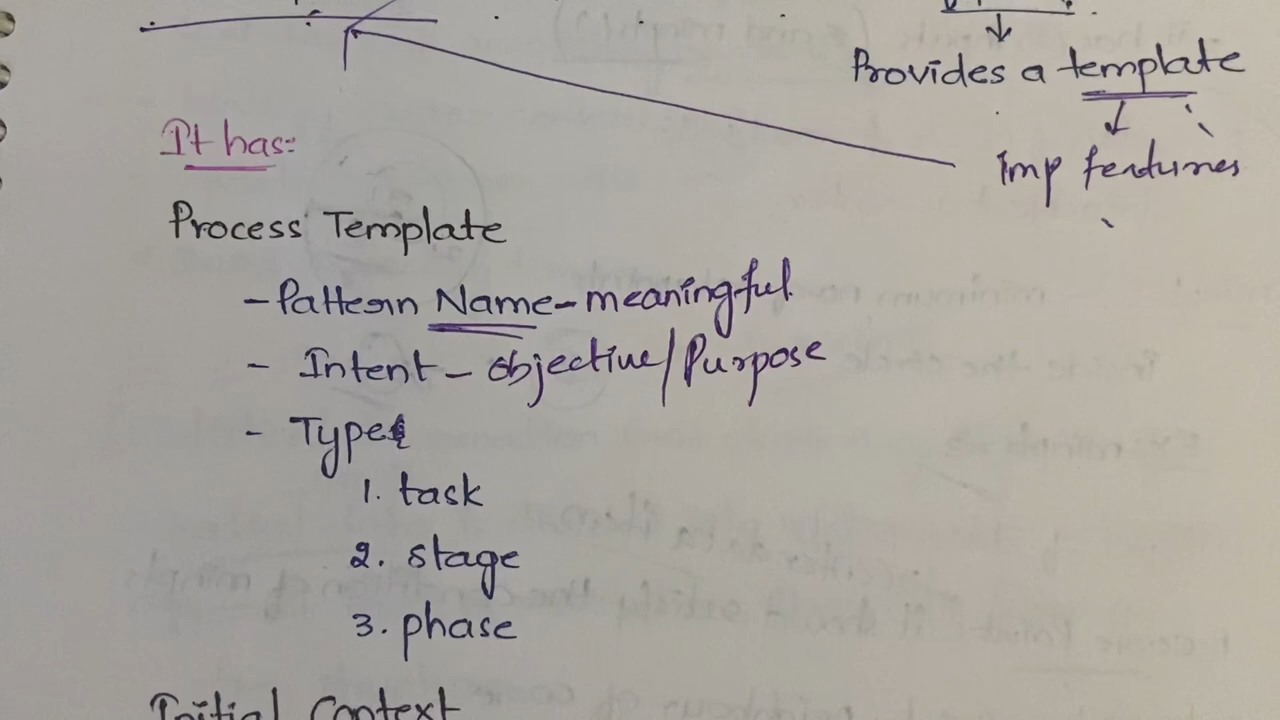 Provides a template
Imp features
It has:
Process Template
- Pattern Name - meaningful
- Intent - objective/Purpose
- Type
1. task
2. stage
3. phase
Initial Context